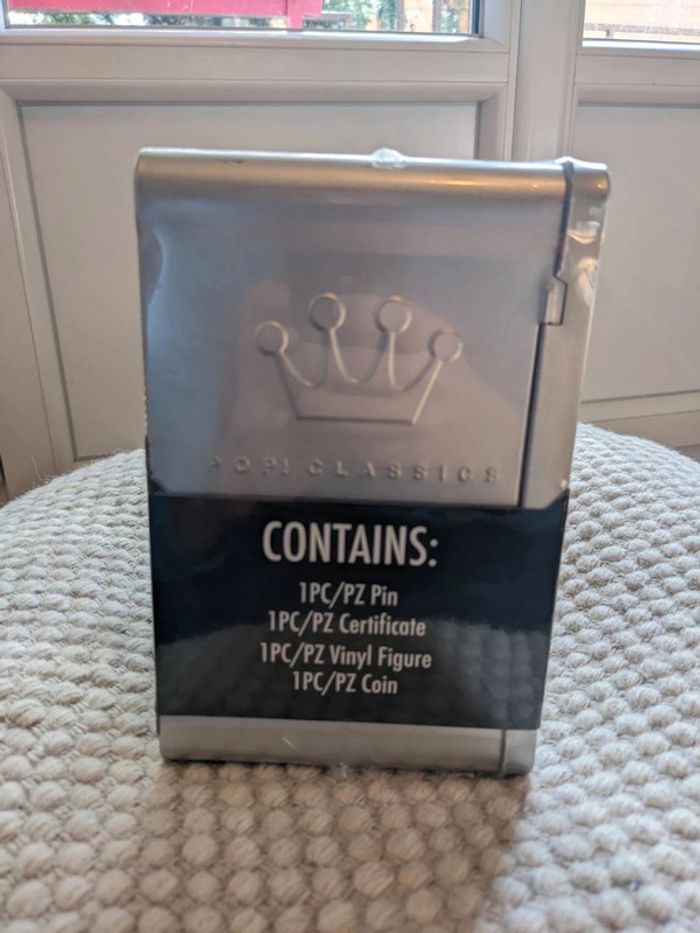 POP! CLASSICS
CONTAINS:
1PC/PZ Pin
1PC/PZ Certificate
1PC/PZ Vinyl Figure
1PC/PZ Coin